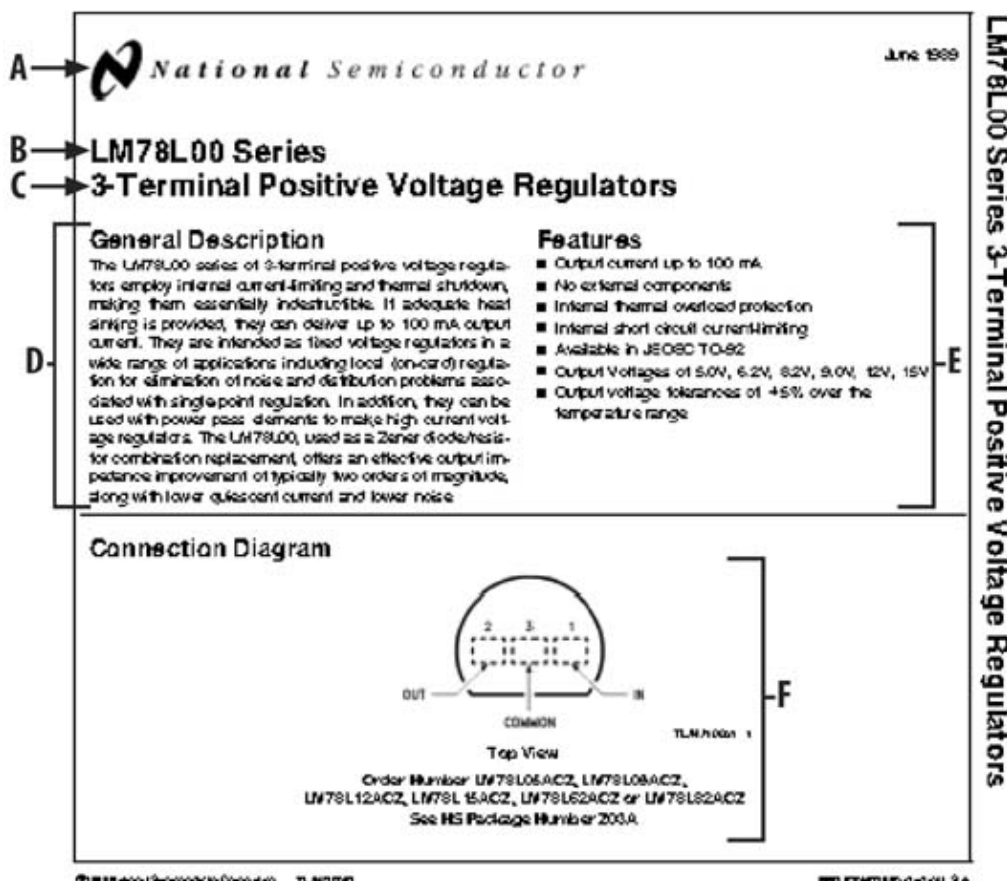 A
National Semiconductor
June 1989
B
LM78L00 Series
C
3-Terminal Positive Voltage Regulators
D
General Description
The LM78L00 series of 3-terminal positive voltage regula-
tors employ internal current-limiting and thermal shutdown,
making them essentially indestructible. If adequate heat
sinking is provided, they can deliver up to 100 mA output
current. They are intended as fixed voltage regulators in a
wide range of applications including local (on-card) regula-
tion for elimination of noise and distribution problems asso-
ciated with single point regulation. In addition, they can be
used with power pass elements to make high current volt-
age regulators. The LM78L00, used as a Zener diode/resis-
tor combination replacement, offers an effective output im-
pedance improvement of typically two orders of magnitude,
along with lower quiescent current and lower noise
Features
■ Output current up to 100 mA
■ No external components
■ Internal thermal overload protection
■ Internal short circuit current-limiting
■ Available in JEDEC TO-92
■ Output Voltages of 5.0V, 6.2V, 8.2V, 9.0V, 12V, 15V
■ Output voltage tolerances of ±5% over the
temperature range
E
Connection Diagram
2 3 1
OUT
IN
COMMON
Top View
Order Number LM78L05ACZ, LM78L09ACZ,
LM78L12ACZ, LM78L15ACZ, LM78L62ACZ or LM78L82ACZ
See NS Package Number Z03A
F
LM78L00 Series 3-Terminal Positive Voltage Regulators